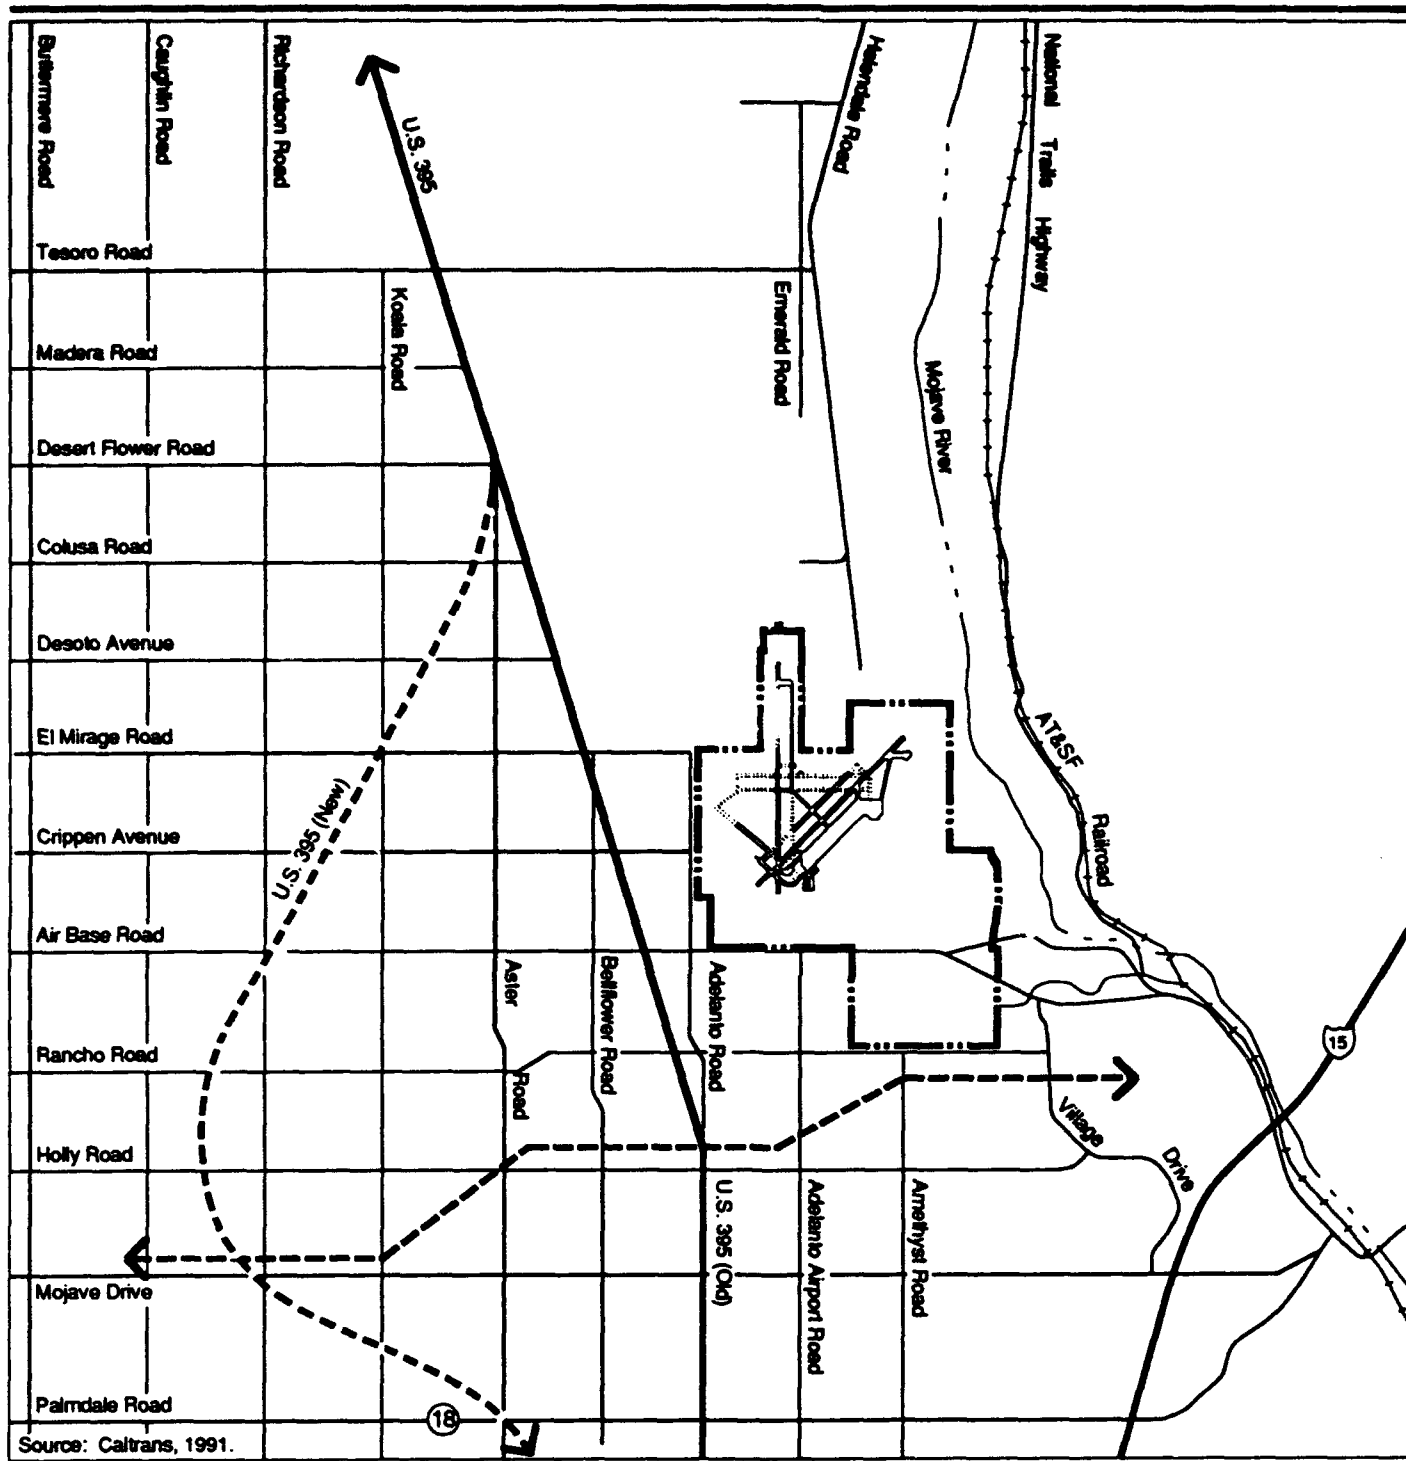 Buttermere Road
Caughlin Road
Richardson Road
U.S. 395
Helendale Road
National Trails Highway
Tesoro Road
Koala Road
Emerald Road
Madera Road
Mojave River
Desert Flower Road
Colusa Road
Desoto Avenue
AT&SF Railroad
El Mirage Road
U.S. 395 (New)
Crippen Avenue
Air Base Road
Aster Road
Bellflower Road
Adelanto Road
15
Rancho Road
Village Drive
Holly Road
U.S. 395 (Old)
Adelanto Airport Road
Amethyst Road
Mojave Drive
Palmdale Road
18
Source: Caltrans, 1991.